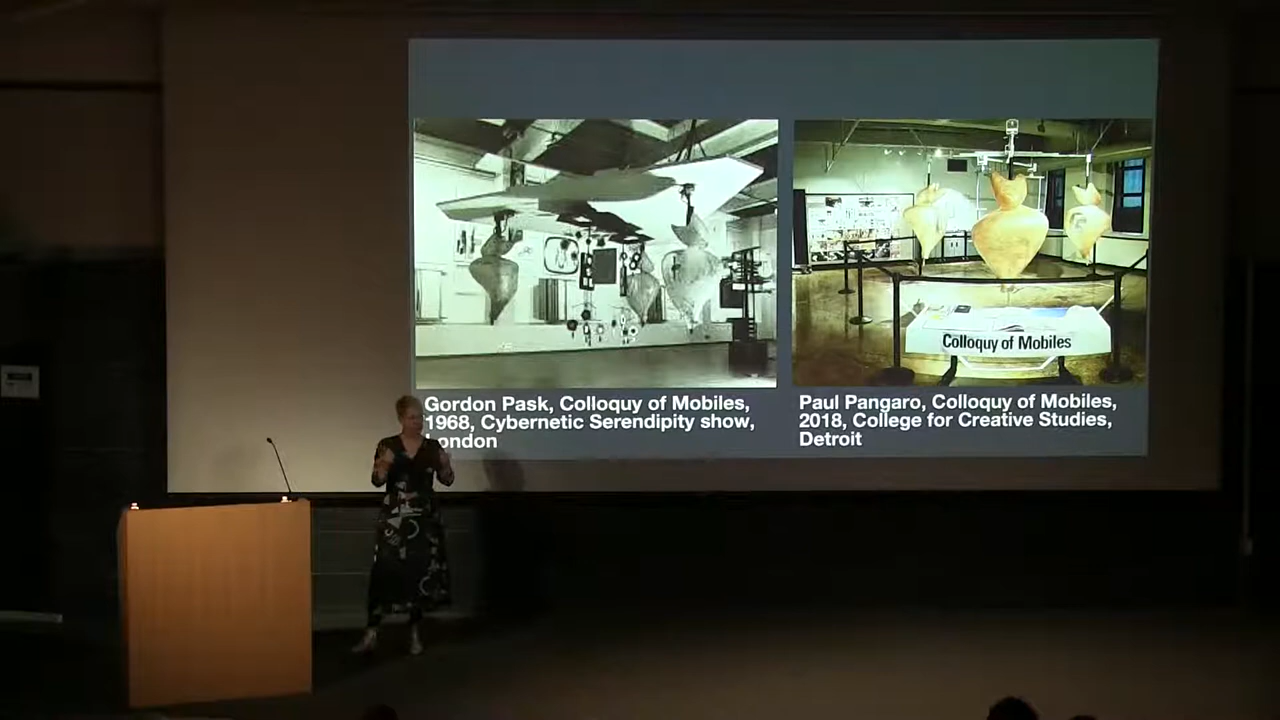 Gordon Pask, Colloquy of Mobiles,
1968, Cybernetic Serendipity show,
London
Colloquy of Mobiles
Paul Pangaro, Colloquy of Mobiles,
2018, College for Creative Studies,
Detroit